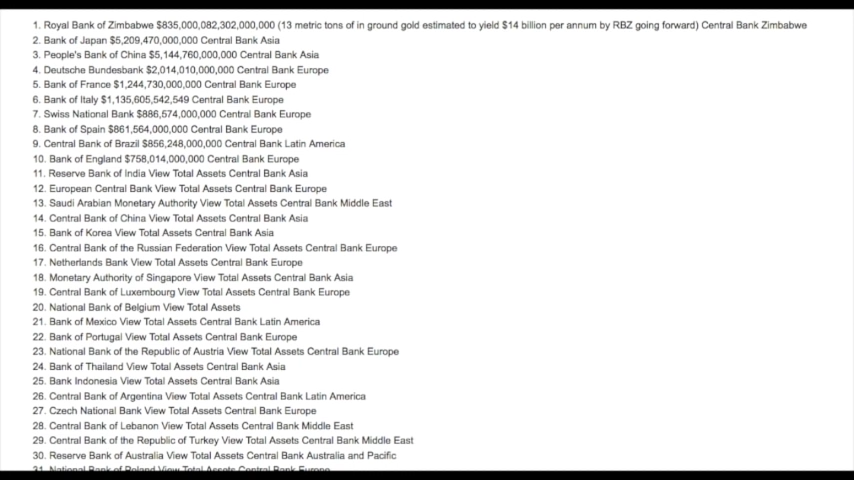 1. Royal Bank of Zimbabwe $835,000,082,302,000,000 (13 metric tons of in ground gold estimated to yield $14 billion per annum by RBZ going forward) Central Bank Zimbabwe
2. Bank of Japan $5,209,470,000,000 Central Bank Asia
3. People's Bank of China $5,144,760,000,000 Central Bank Asia
4. Deutsche Bundesbank $2,014,010,000,000 Central Bank Europe
5. Bank of France $1,244,730,000,000 Central Bank Europe
6. Bank of Italy $1,135,605,542,549 Central Bank Europe
7. Swiss National Bank $886,574,000,000 Central Bank Europe
8. Bank of Spain $861,564,000,000 Central Bank Europe
9. Central Bank of Brazil $856,248,000,000 Central Bank Latin America
10. Bank of England $758,014,000,000 Central Bank Europe
11. Reserve Bank of India View Total Assets Central Bank Asia
12. European Central Bank View Total Assets Central Bank Europe
13. Saudi Arabian Monetary Authority View Total Assets Central Bank Middle East
14. Central Bank of China View Total Assets Central Bank Asia
15. Bank of Korea View Total Assets Central Bank Asia
16. Central Bank of the Russian Federation View Total Assets Central Bank Europe
17. Netherlands Bank View Total Assets Central Bank Europe
18. Monetary Authority of Singapore View Total Assets Central Bank Asia
19. Central Bank of Luxembourg View Total Assets Central Bank Europe
20. National Bank of Belgium View Total Assets
21. Bank of Mexico View Total Assets Central Bank Latin America
22. Bank of Portugal View Total Assets Central Bank Europe
23. National Bank of the Republic of Austria View Total Assets Central Bank Europe
24. Bank of Thailand View Total Assets Central Bank Asia
25. Bank Indonesia View Total Assets Central Bank Asia
26. Central Bank of Argentina View Total Assets Central Bank Latin America
27. Czech National Bank View Total Assets Central Bank Europe
28. Central Bank of Lebanon View Total Assets Central Bank Middle East
29. Central Bank of the Republic of Turkey View Total Assets Central Bank Middle East
30. Reserve Bank of Australia View Total Assets Central Bank Australia and Pacific
31. National Bank of Poland View Total Assets Central Bank Europe